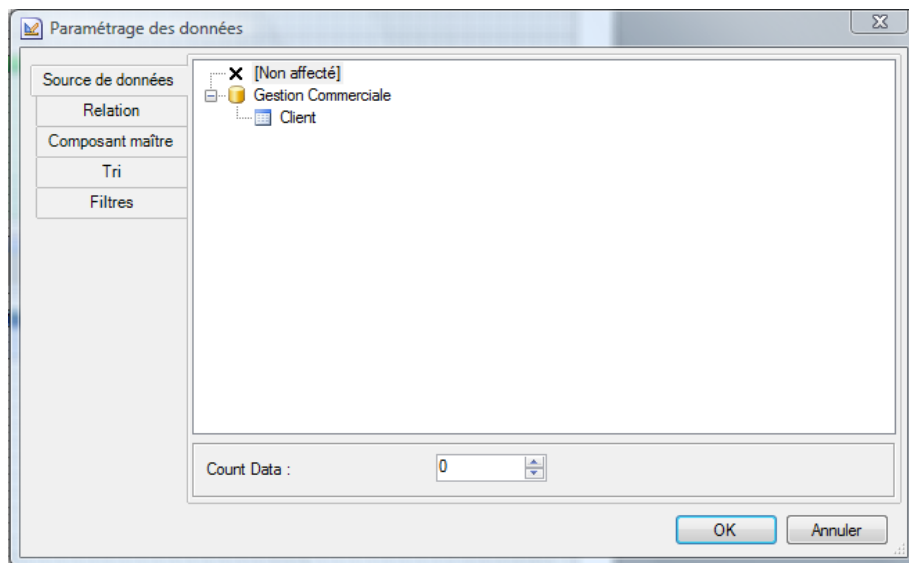 Paramétrage des données
Source de données
Relation
Composant maître
Tri
Filtres
[Non affecté]
Gestion Commerciale
Client
Count Data :
0
OK
Annuler